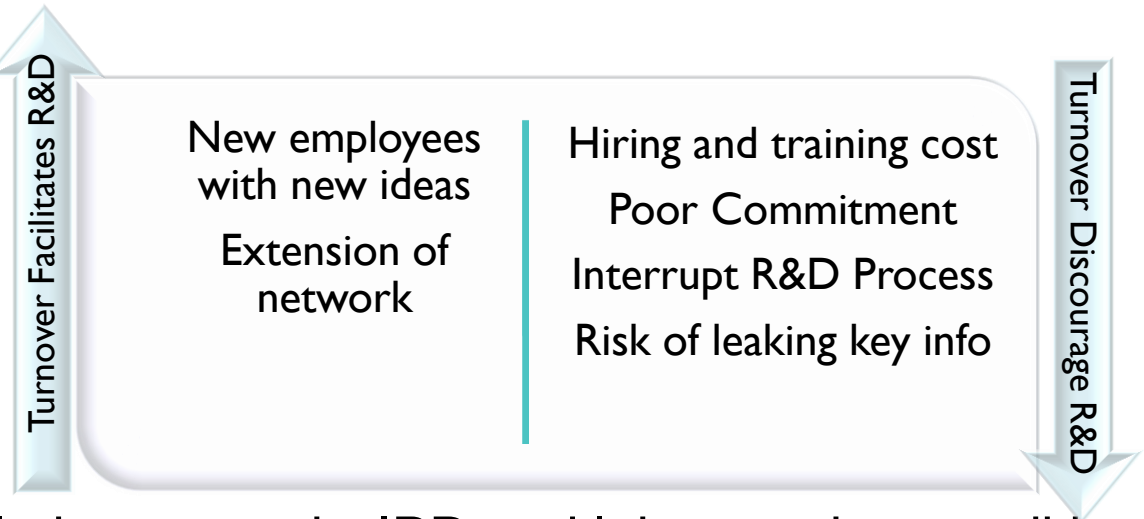 Turnover Facilitates R&D
New employees
with new ideas
Extension of
network
Hiring and training cost
Poor Commitment
Interrupt R&D Process
Risk of leaking key info
Turnover Discourage R&D